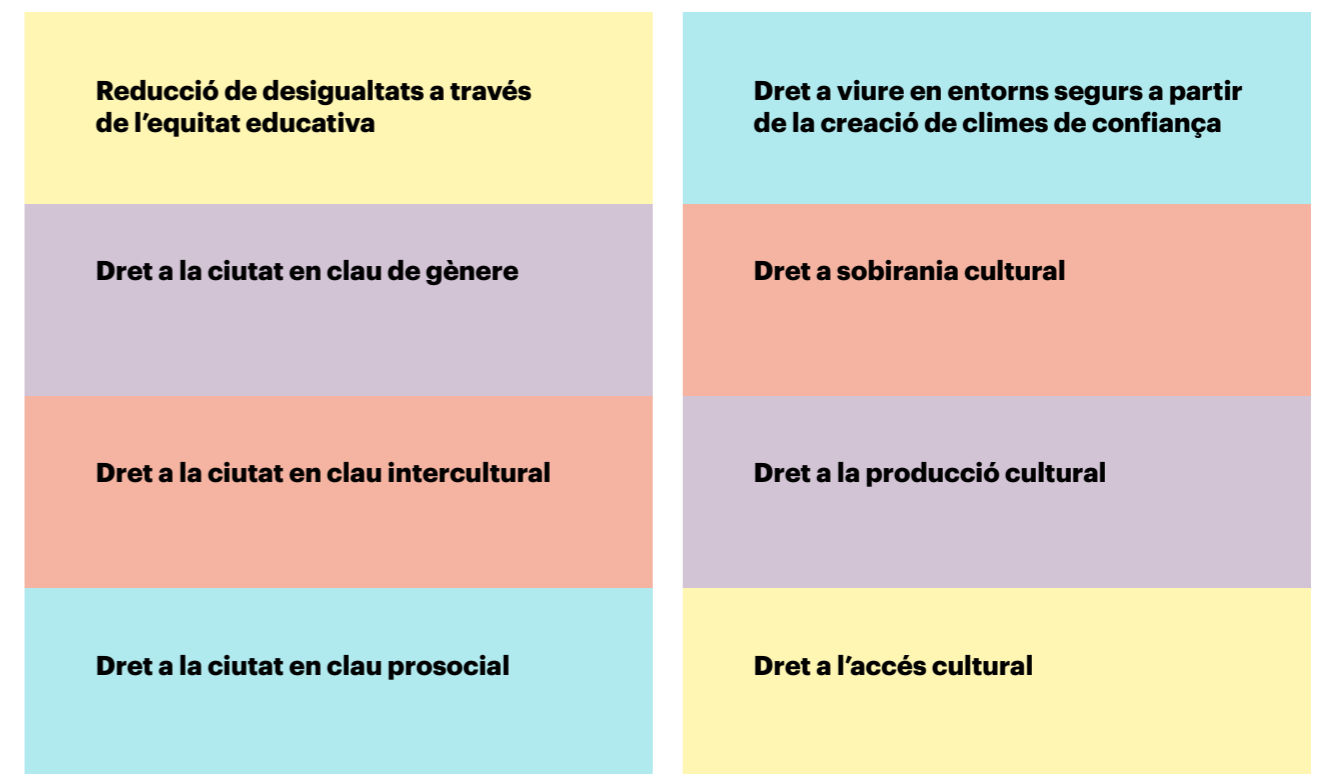 Reducció de desigualtats a través
de l’equitat educativa
Dret a la ciutat en clau de gènere
Dret a la ciutat en clau intercultural
Dret a la ciutat en clau prosocial
Dret a viure en entorns segurs a partir
de la creació de climes de confiança
Dret a sobirania cultural
Dret a la producció cultural
Dret a l’accés cultural